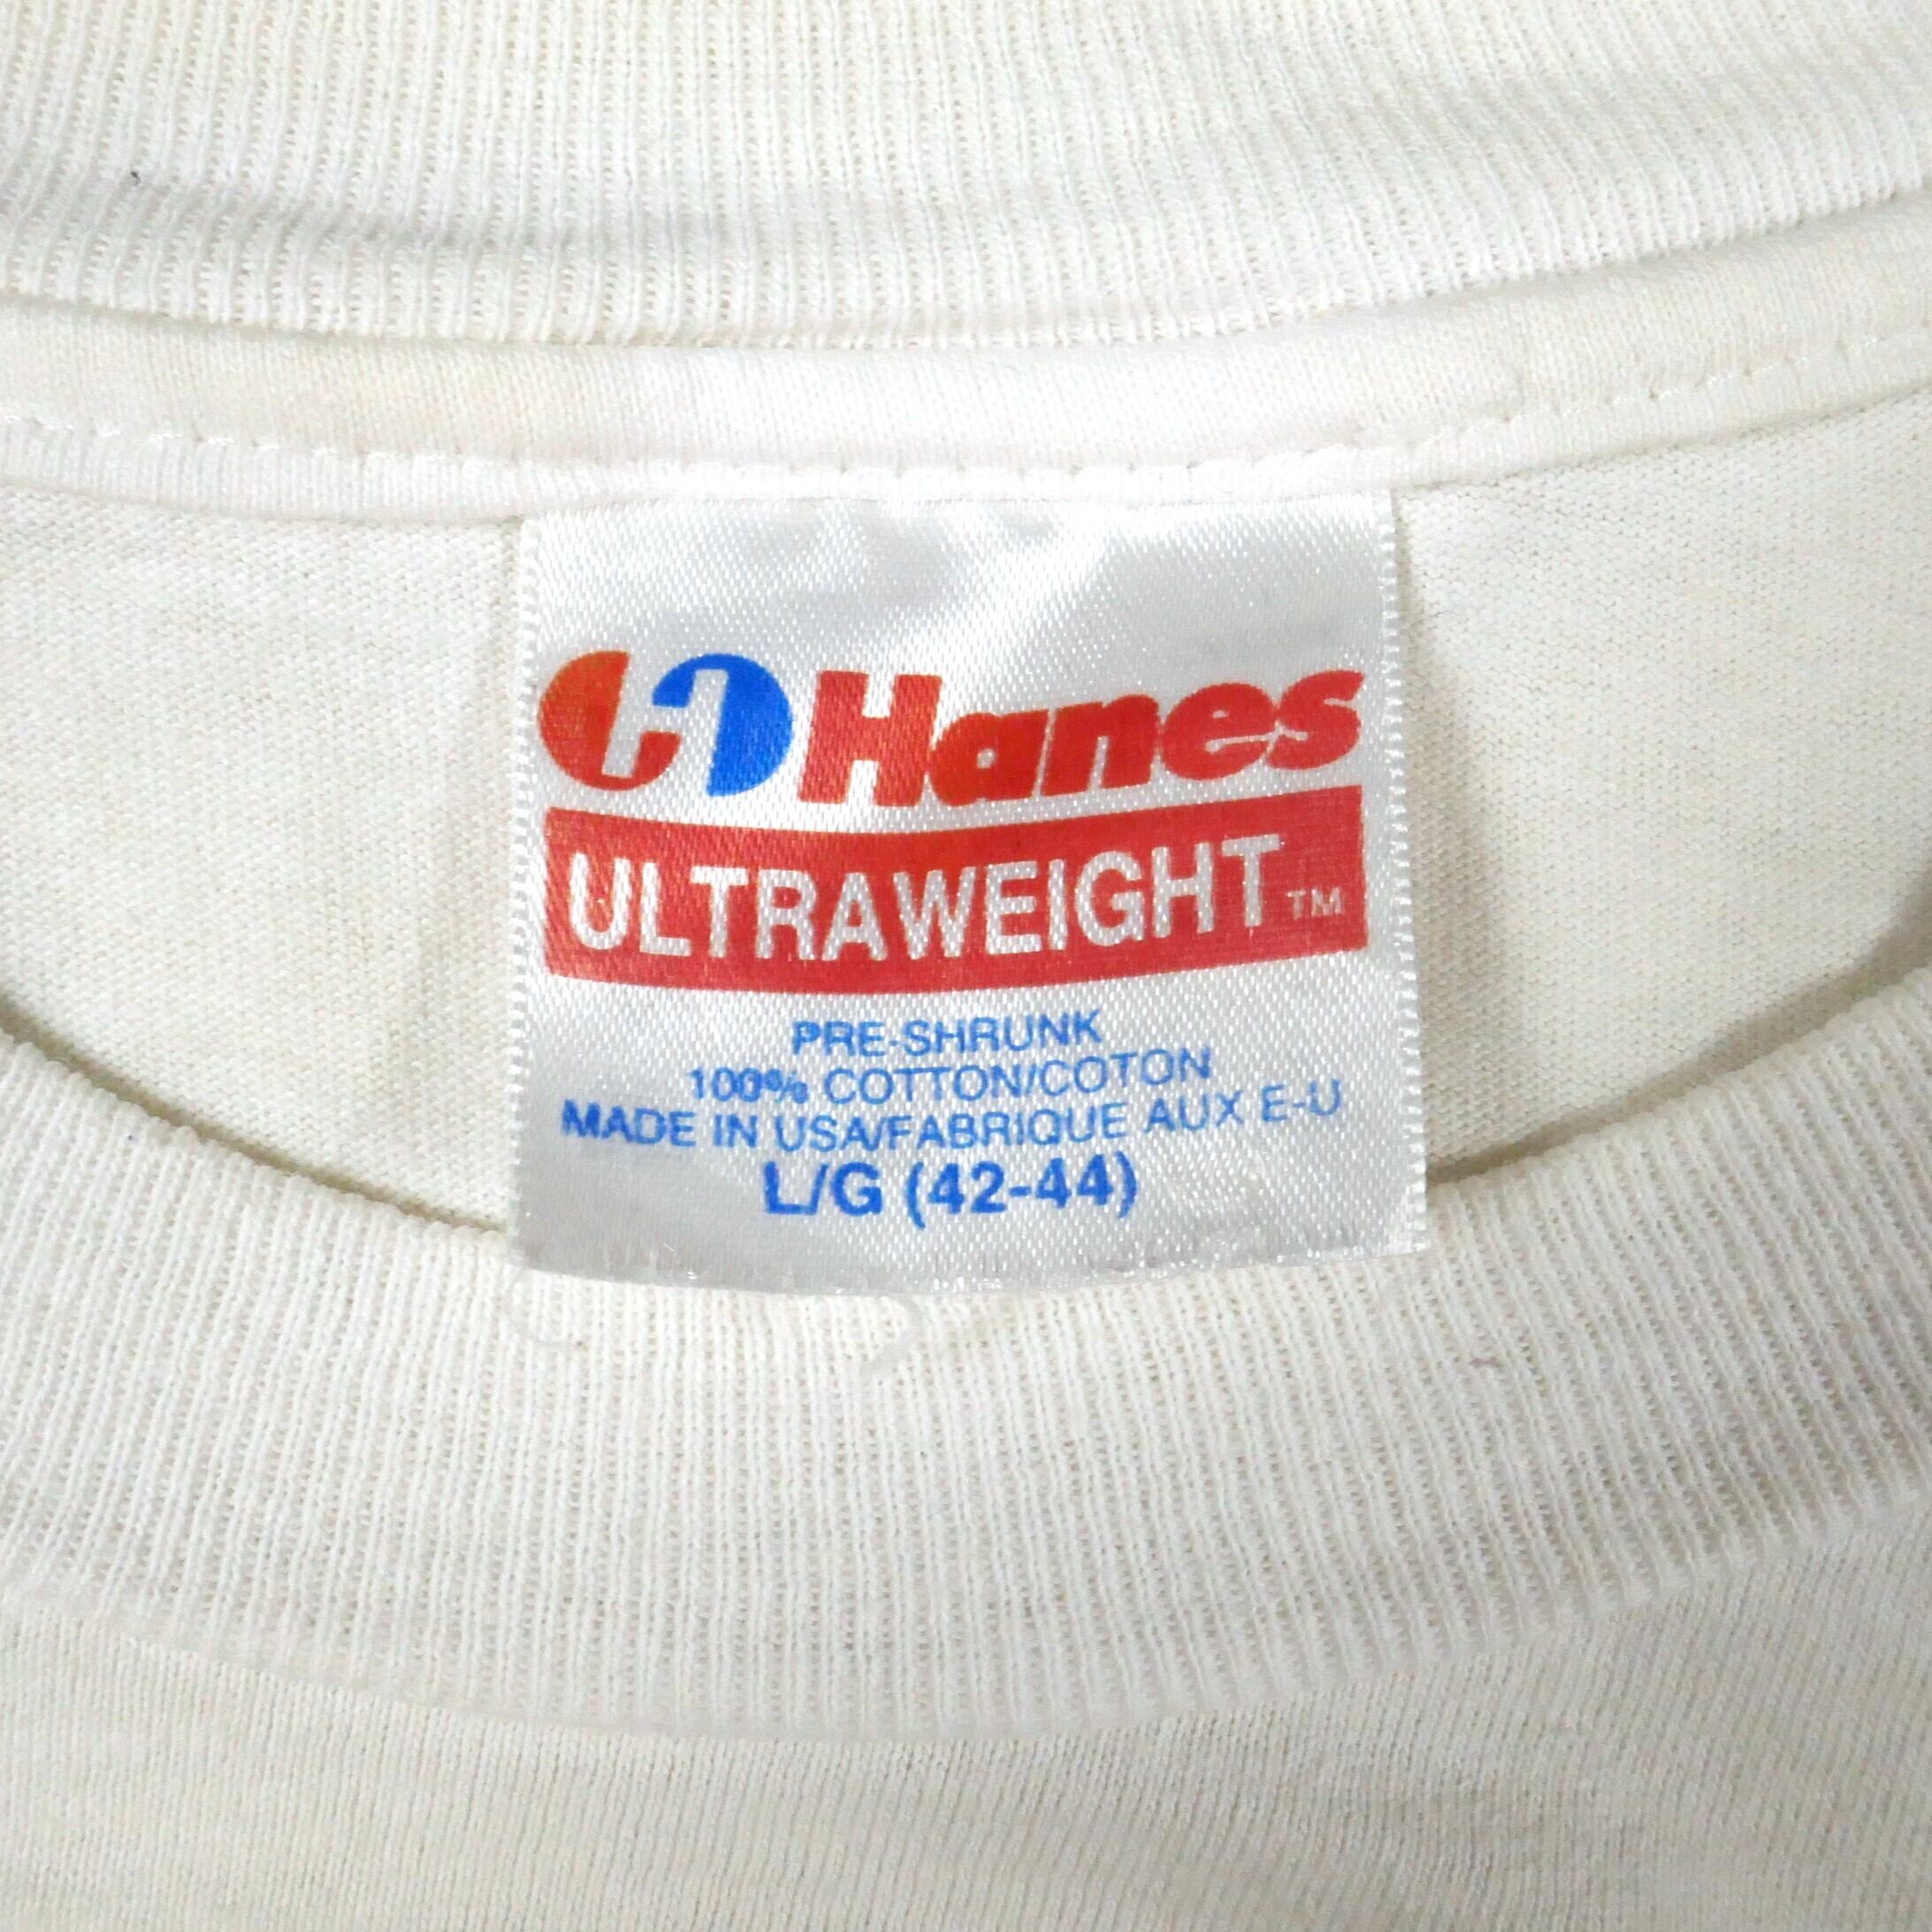 Hanes
ULTRAWEIGHT™
PRE-SHRUNK
100% COTTON/COTON
MADE IN USA/FABRIQUE AUX E-U
L/G (42-44)